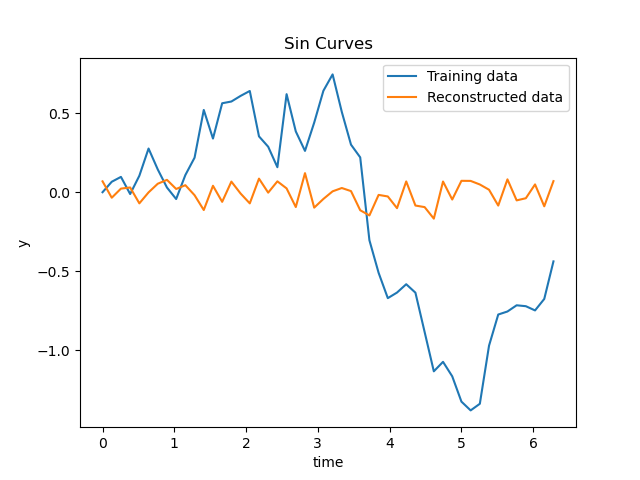 Sin Curves
Training data
Reconstructed data
0.5
0.0
−0.5
−1.0
y
0 1 2 3 4 5 6
time